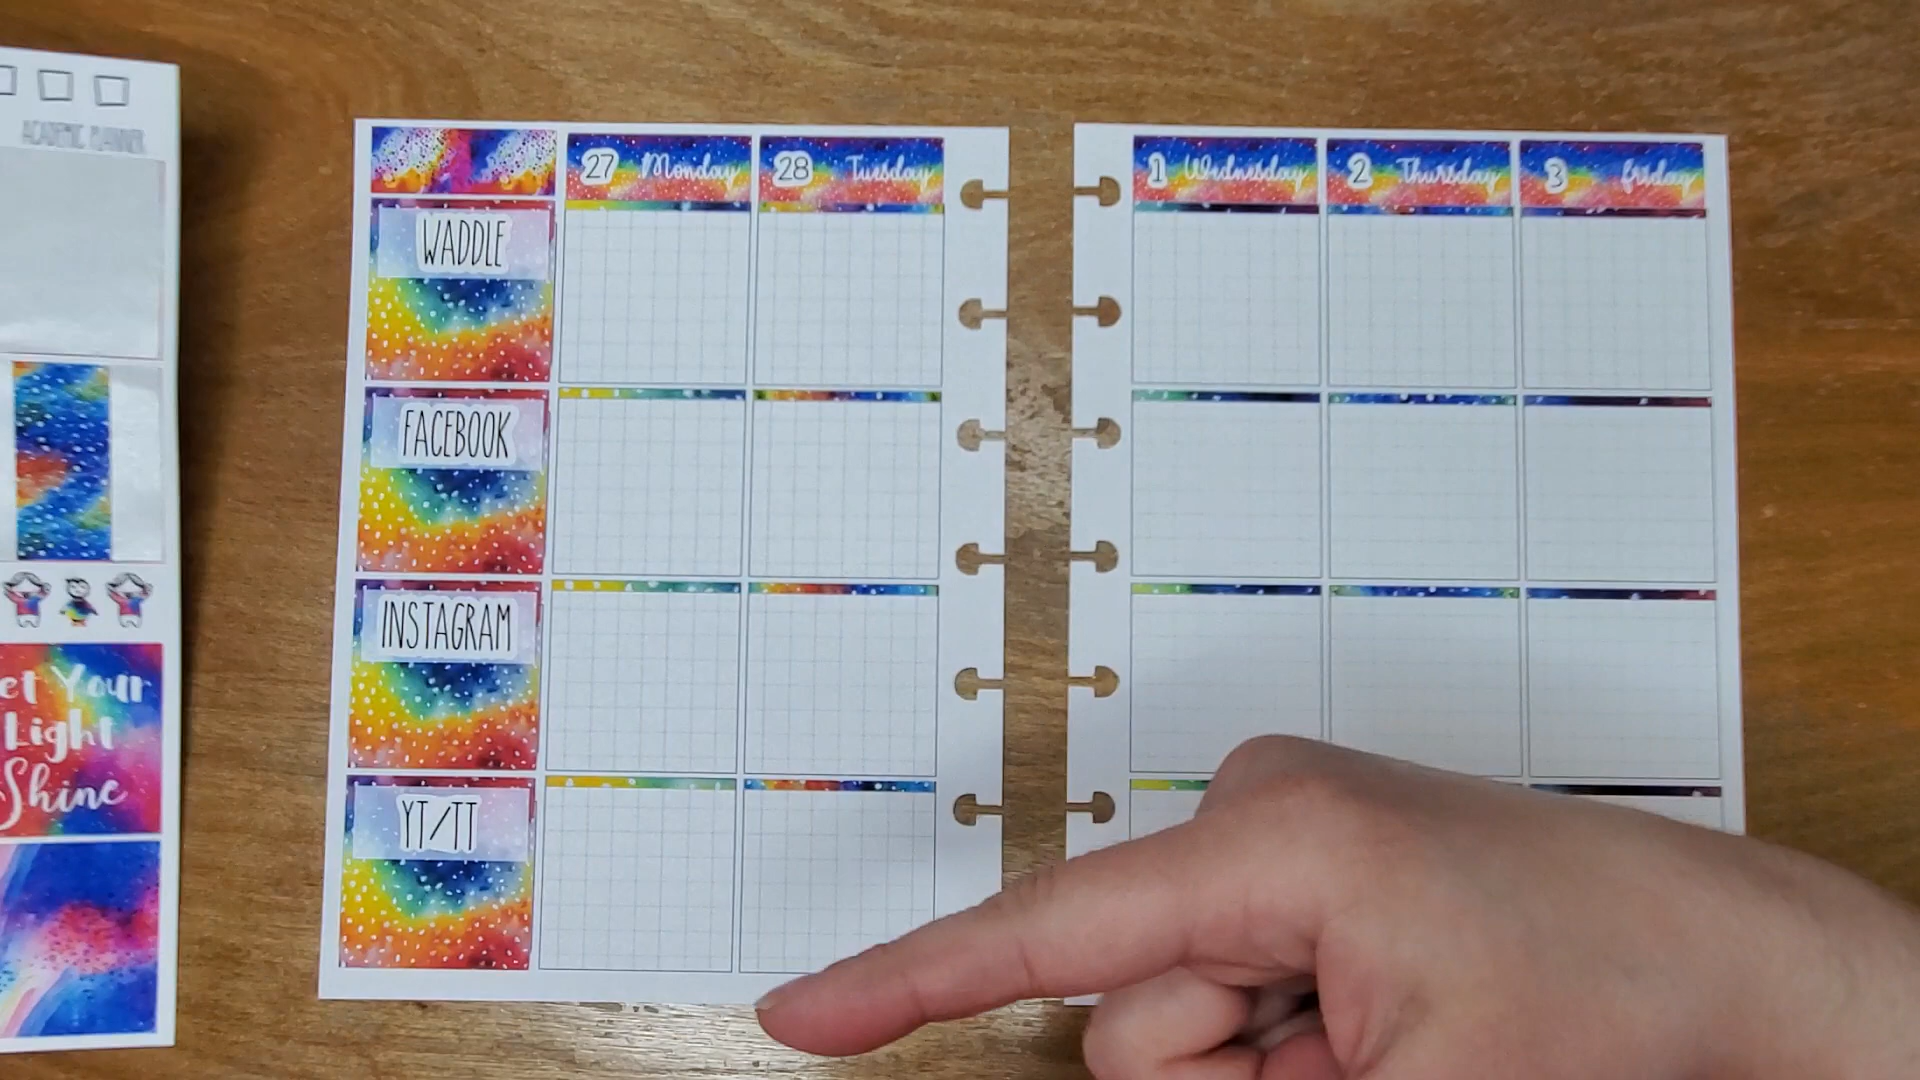 ACADEMIC PLANNER
et Your
Light
Shine
27 Monday
28 Tuesday
1 Wednesday
2 Thursday
3 friday
WADDLE
FACEBOOK
INSTAGRAM
YT/TT